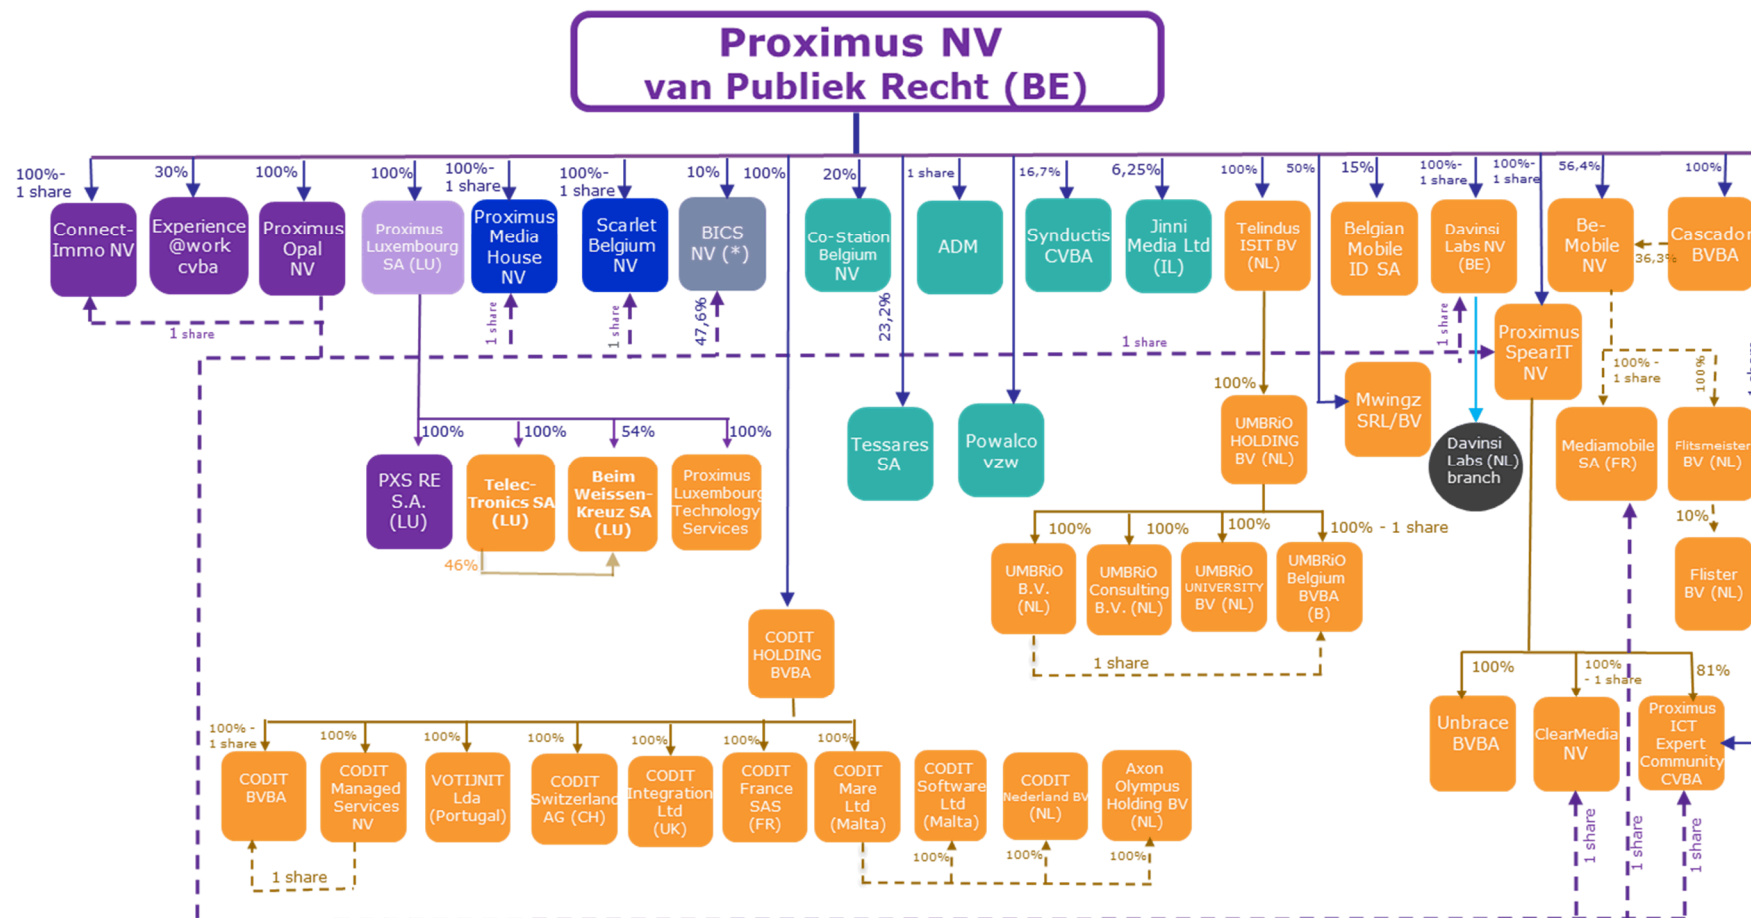 Proximus NV
van Publiek Recht (BE)
100%-
1 share
30%
100%
100%
100%-
1 share
100%-
1 share
10%
100%
20%
1 share
16,7%
6,25%
100%
50%
15%
100%-
1 share
100%-
1 share
56,4%
100%
Connect-
Immo NV
Experience
@work
cvba
Proximus
Opal
NV
Proximus
Luxembourg
SA (LU)
Proximus
Media
House
NV
Scarlet
Belgium
NV
BICS
NV (*)
Co-Station
Belgium
NV
ADM
Synductis
CVBA
Jinni
Media Ltd
(IL)
Telindus
ISIT BV
(NL)
Belgian
Mobile
ID SA
Davinsi
Labs NV
(BE)
Be-
Mobile
NV
36,3%
Cascador
BVBA
1 share
1 share
1 share
47,6%
23,2%
1 share
1 share
Proximus
SpearIT
NV
100% -
1 share
100%
100%
Mwingz
SRL/BV
UMBRiO
HOLDING
BV (NL)
Tessares
SA
Powalco
vzw
Davinsi
Labs (NL)
branch
Mediamobile
SA (FR)
Flitsmeister
BV (NL)
10%
Flister
BV (NL)
100%
100%
54%
100%
PXS RE
S.A.
(LU)
Telec-
Tronics SA
(LU)
Beim
Weissen-
Kreuz SA
(LU)
Proximus
Luxembourg
Technology
Services
46%
100%
100%
100%
100% - 1 share
UMBRiO
B.V.
(NL)
UMBRiO
Consulting
B.V. (NL)
UMBRiO
UNIVERSITY
BV (NL)
UMBRiO
Belgium
BVBA
(B)
1 share
CODIT
HOLDING
BVBA
100%
100%
- 1 share
81%
Unbrace
BVBA
ClearMedia
NV
Proximus
ICT
Expert
Community
CVBA
100% -
1 share
100%
100%
100%
100%
100%
100%
CODIT
BVBA
CODIT
Managed
Services
NV
VOTIJNIT
Lda
(Portugal)
CODIT
Switzerland
AG (CH)
CODIT
Integration
Ltd
(UK)
CODIT
France
SAS
(FR)
CODIT
Mare
Ltd
(Malta)
CODIT
Software
Ltd
(Malta)
CODIT
Nederland BV
(NL)
Axon
Olympus
Holding BV
(NL)
1 share
100%
100%
100%
1 share
1 share
1 share